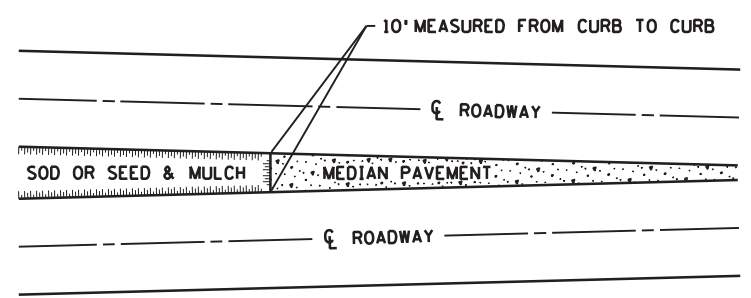 10' MEASURED FROM CURB TO CURB
℄ ROADWAY
SOD OR SEED & MULCH
MEDIAN PAVEMENT
℄ ROADWAY